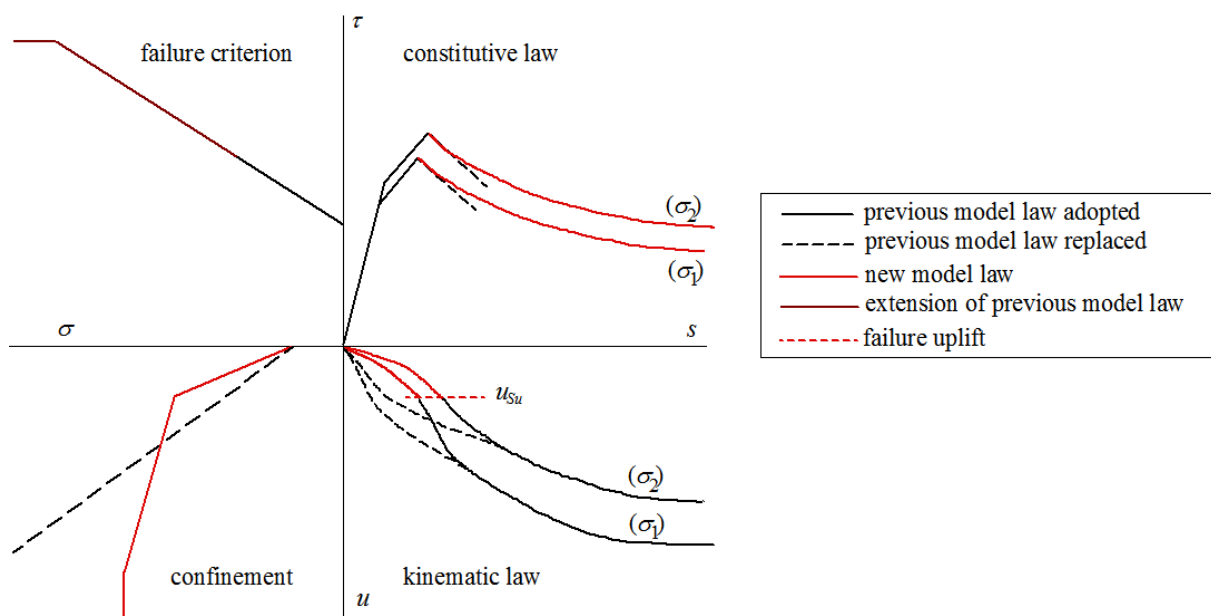 τ
failure criterion
constitutive law
(σ2)
(σ1)
σ
s
uSu
(σ2)
(σ1)
confinement
kinematic law
u
previous model law adopted
previous model law replaced
new model law
extension of previous model law
failure uplift